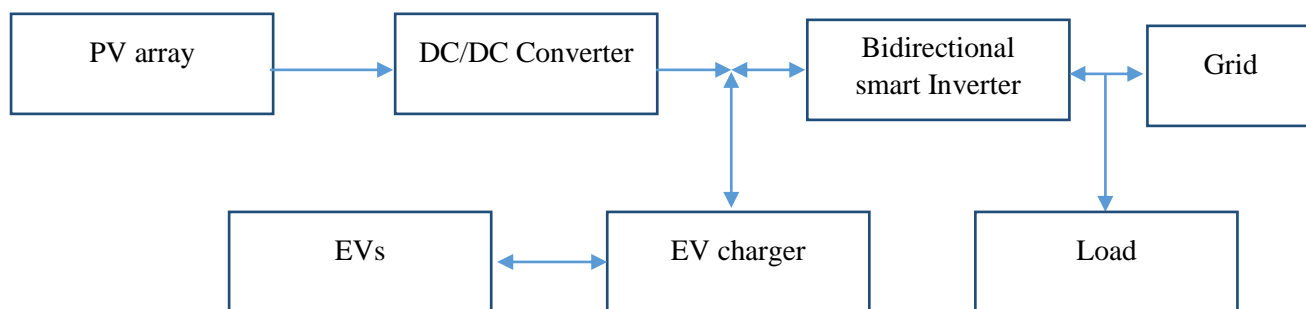 PV array
DC/DC Converter
Bidirectional
smart Inverter
Grid
EVs
EV charger
Load